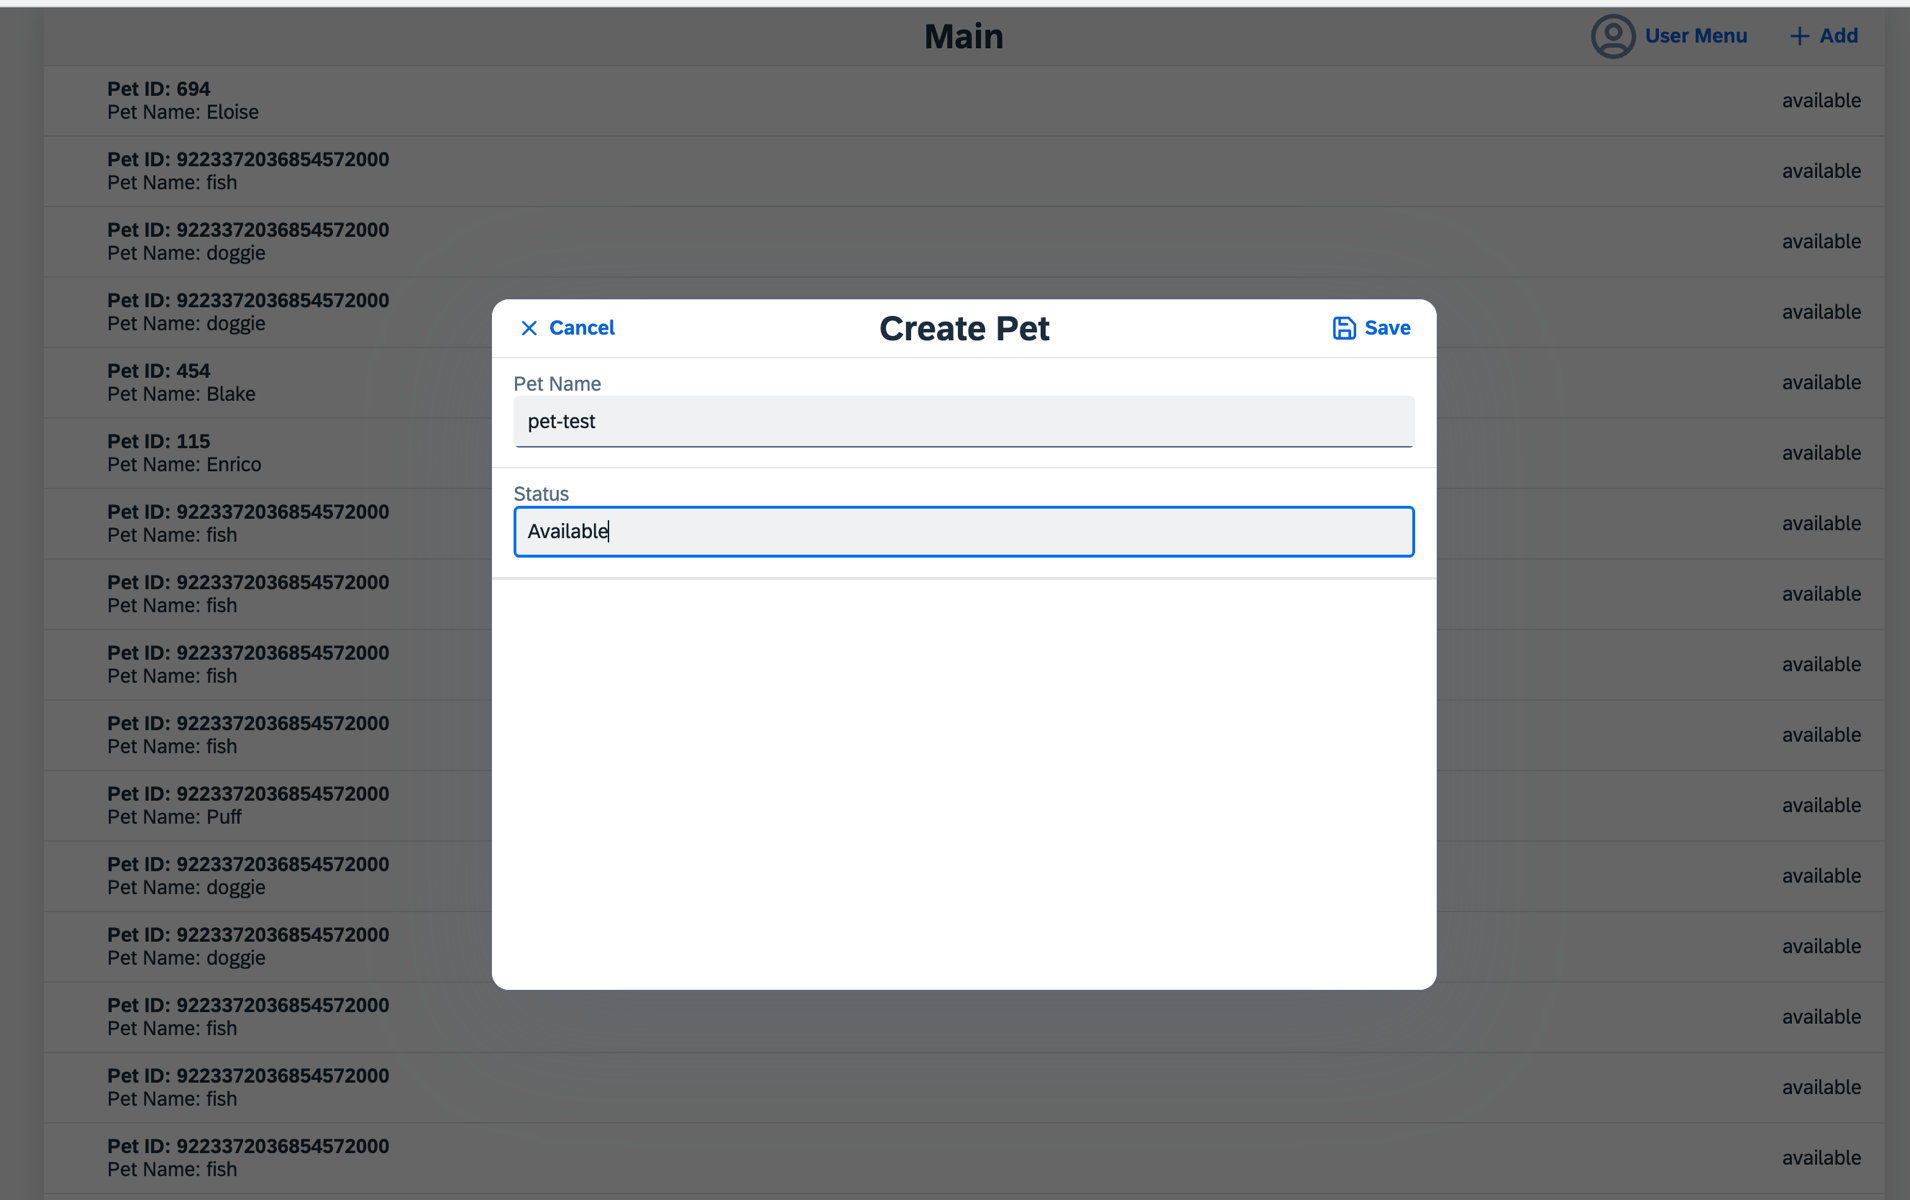 Main
User Menu
Add
Pet ID: 694
Pet Name: Eloise
available
Pet ID: 9223372036854572000
Pet Name: fish
available
Pet ID: 9223372036854572000
Pet Name: doggie
available
Pet ID: 9223372036854572000
Pet Name: doggie
available
Pet ID: 454
Pet Name: Blake
available
Pet ID: 115
Pet Name: Enrico
available
Pet ID: 9223372036854572000
Pet Name: fish
available
Pet ID: 9223372036854572000
Pet Name: fish
available
Pet ID: 9223372036854572000
Pet Name: fish
available
Pet ID: 9223372036854572000
Pet Name: fish
available
Pet ID: 9223372036854572000
Pet Name: Puff
available
Pet ID: 9223372036854572000
Pet Name: doggie
available
Pet ID: 9223372036854572000
Pet Name: doggie
available
Pet ID: 9223372036854572000
Pet Name: fish
available
Pet ID: 9223372036854572000
Pet Name: fish
available
Pet ID: 9223372036854572000
Pet Name: fish
available
Cancel
Create Pet
Save
Pet Name
pet-test
Status
Available